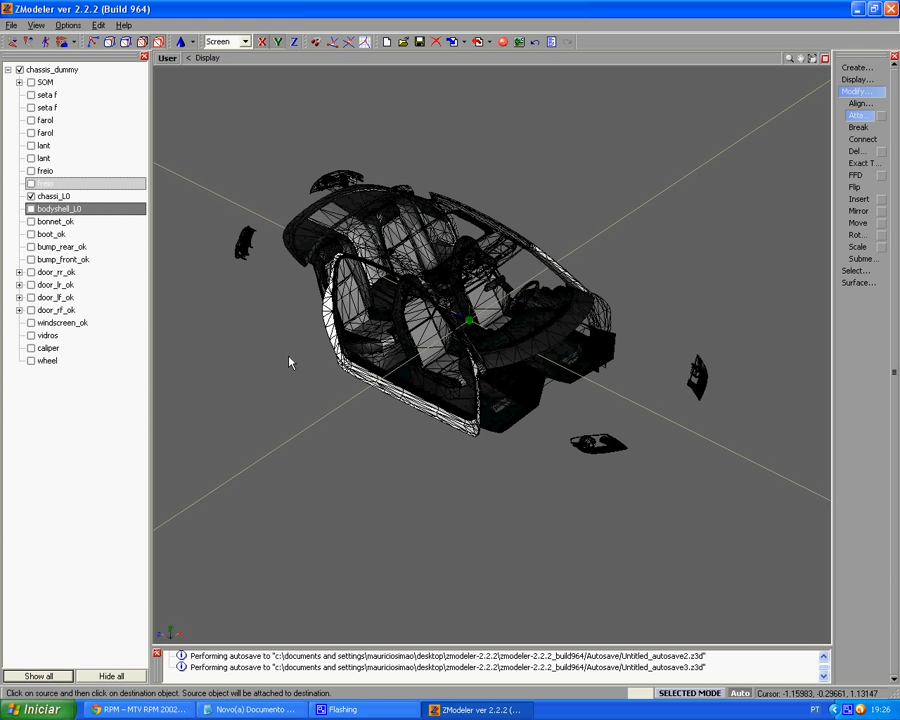 ZModeler ver 2.2.2 (Build 964)
File View Options Edit Help
Screen X Y Z
User < Display
chassis_dummy
SOM
seta f
seta f
farol
farol
lant
lant
freio
freio
chassi_L0
bodyshell_L0
bonnet_ok
boot_ok
bump_rear_ok
bump_front_ok
door_rr_ok
door_lr_ok
door_lf_ok
door_rf_ok
windscreen_ok
vidros
caliper
wheel
Show all Hide all
Create...
Display...
Modify...
Align...
Atta...
Break
Connect
Del...
Exact T...
FFD
Flip
Insert
Mirror
Move
Rot...
Scale
Subme...
Select...
Surface...
Performing autosave to "c:\documents and settings\mauriciosimao\desktop\zmodeler-2.2.2\zmodeler-2.2.2_build964/Autosave/Untitled_autosave2.z3d"
Performing autosave to "c:\documents and settings\mauriciosimao\desktop\zmodeler-2.2.2\zmodeler-2.2.2_build964/Autosave/Untitled_autosave3.z3d"
Click on source and then click on destination object. Source object will be attached to destination. SELECTED MODE Auto Cursor: -1.15983, -0.29661, 1.13147
Iniciar RPM – MTV RPM 2002... Novo(a) Documento ... Flashing ZModeler ver 2.2.2 (... PT 19:26